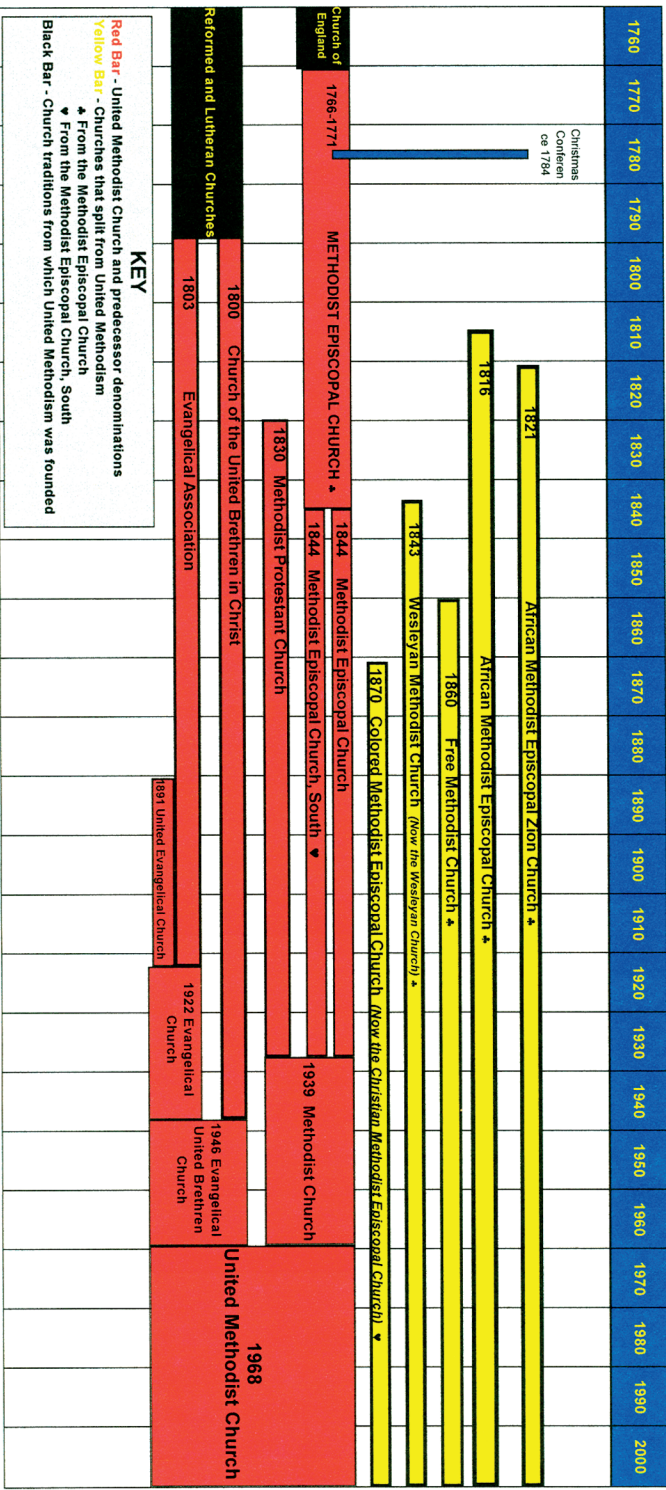 1760 1770 1780 1790 1800 1810 1820 1830 1840 1850 1860 1870 1880 1890 1900 1910 1920 1930 1940 1950 1960 1970 1980 1990 2000
Christmas
Conferen
ce 1784
1821 African Methodist Episcopal Zion Church ♣
1816 African Methodist Episcopal Church ♣
1860 Free Methodist Church ♣
1843 Wesleyan Methodist Church (Now the Wesleyan Church) ♣
1870 Colored Methodist Episcopal Church (Now the Christian Methodist Episcopal Church) ♥
Church of
England
1766-1771 METHODIST EPISCOPAL CHURCH ♣
1844 Methodist Episcopal Church
1844 Methodist Episcopal Church, South ♥
1830 Methodist Protestant Church
1939 Methodist Church
Reformed and Lutheran Churches
1800 Church of the United Brethren in Christ
1803 Evangelical Association
1891 United Evangelical Church
1922 Evangelical
Church
1946 Evangelical
United Brethren
Church
1968
United Methodist Church
KEY
Red Bar - United Methodist Church and predecessor denominations
Yellow Bar - Churches that split from United Methodism
♣ From the Methodist Episcopal Church
♥ From the Methodist Episcopal Church, South
Black Bar - Church traditions from which United Methodism was founded